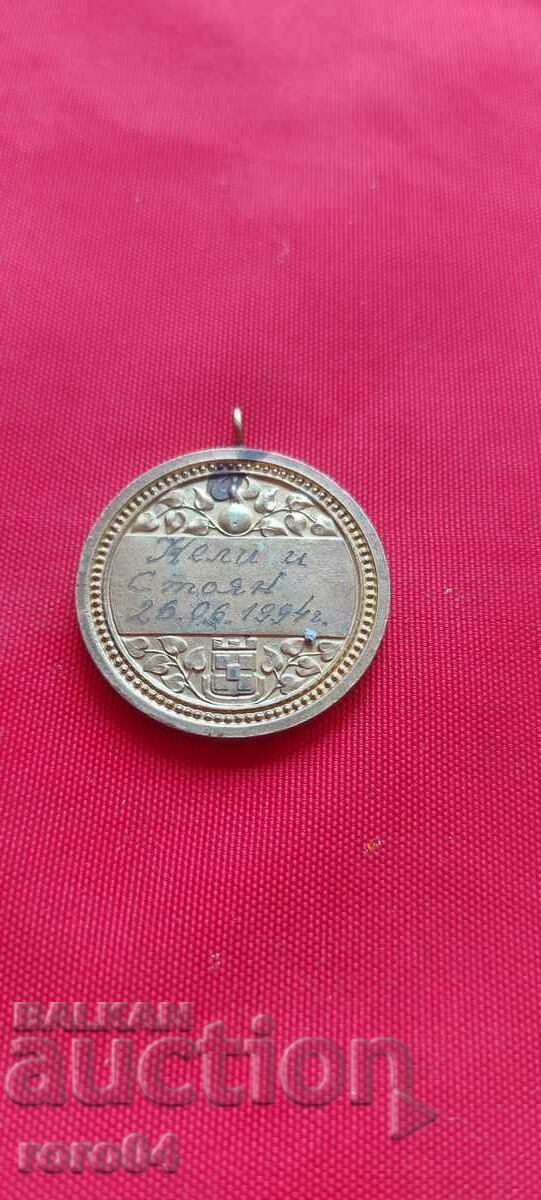 Нели и
Стоян
26.06.1994г.
BALKAN
auction
roro04